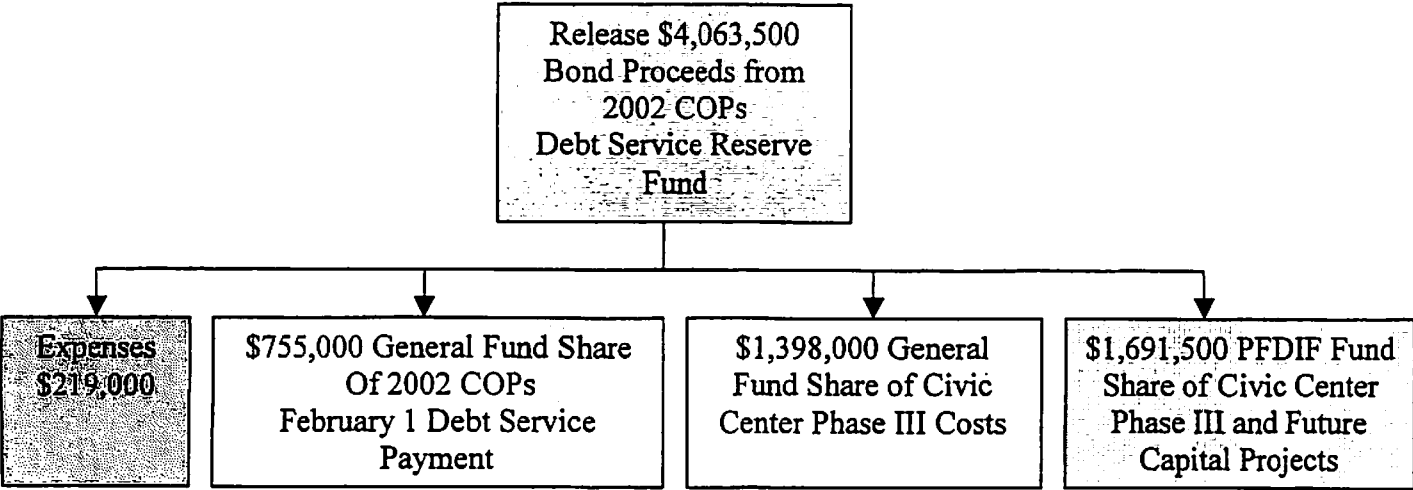 Release $4,063,500
Bond Proceeds from
2002 COPs
Debt Service Reserve
Fund
Expenses
$219,000
$755,000 General Fund Share
Of 2002 COPs
February 1 Debt Service
Payment
$1,398,000 General
Fund Share of Civic
Center Phase III Costs
$1,691,500 PFDIF Fund
Share of Civic Center
Phase III and Future
Capital Projects